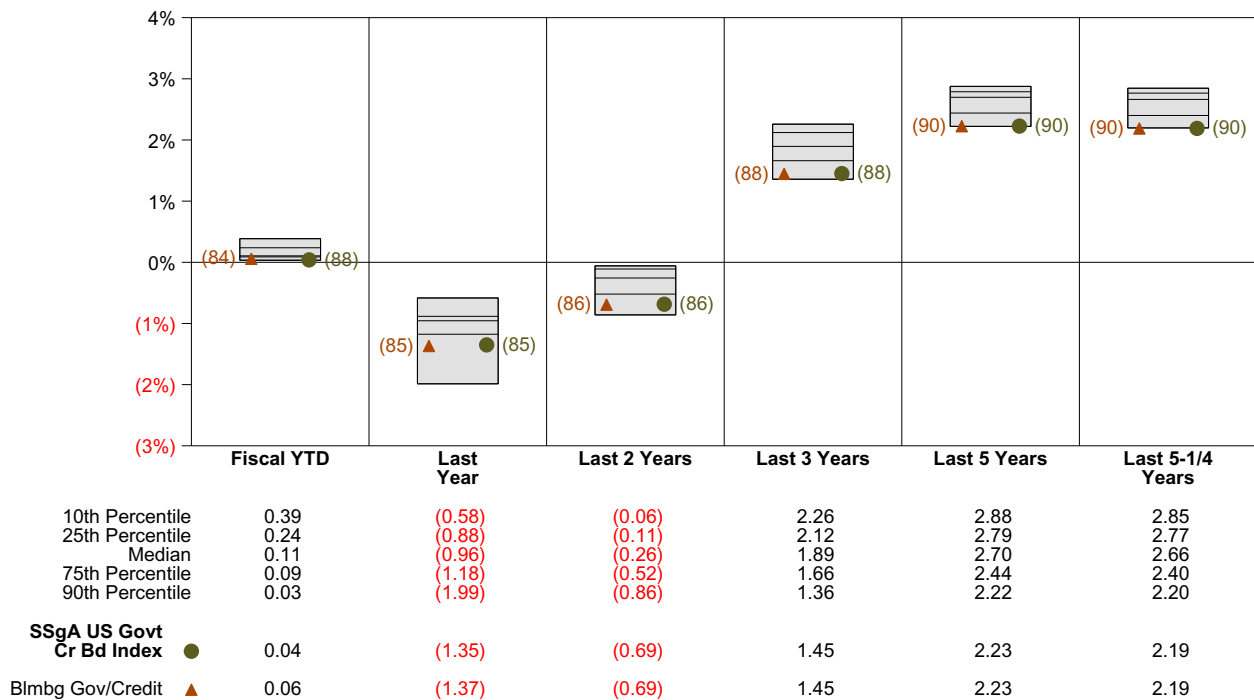 4%
3%
2%
1%
0%
(1%)
(2%)
(3%)
(84) (88)
(85) (85)
(86) (86)
(88) (88)
(90) (90)
(90) (90)
Fiscal YTD Last Year Last 2 Years Last 3 Years Last 5 Years Last 5-1/4 Years
10th Percentile 0.39 (0.58) (0.06) 2.26 2.88 2.85
25th Percentile 0.24 (0.88) (0.11) 2.12 2.79 2.77
Median 0.11 (0.96) (0.26) 1.89 2.70 2.66
75th Percentile 0.09 (1.18) (0.52) 1.66 2.44 2.40
90th Percentile 0.03 (1.99) (0.86) 1.36 2.22 2.20
SSgA US Govt
Cr Bd Index 0.04 (1.35) (0.69) 1.45 2.23 2.19
Blmbg Gov/Credit 0.06 (1.37) (0.69) 1.45 2.23 2.19